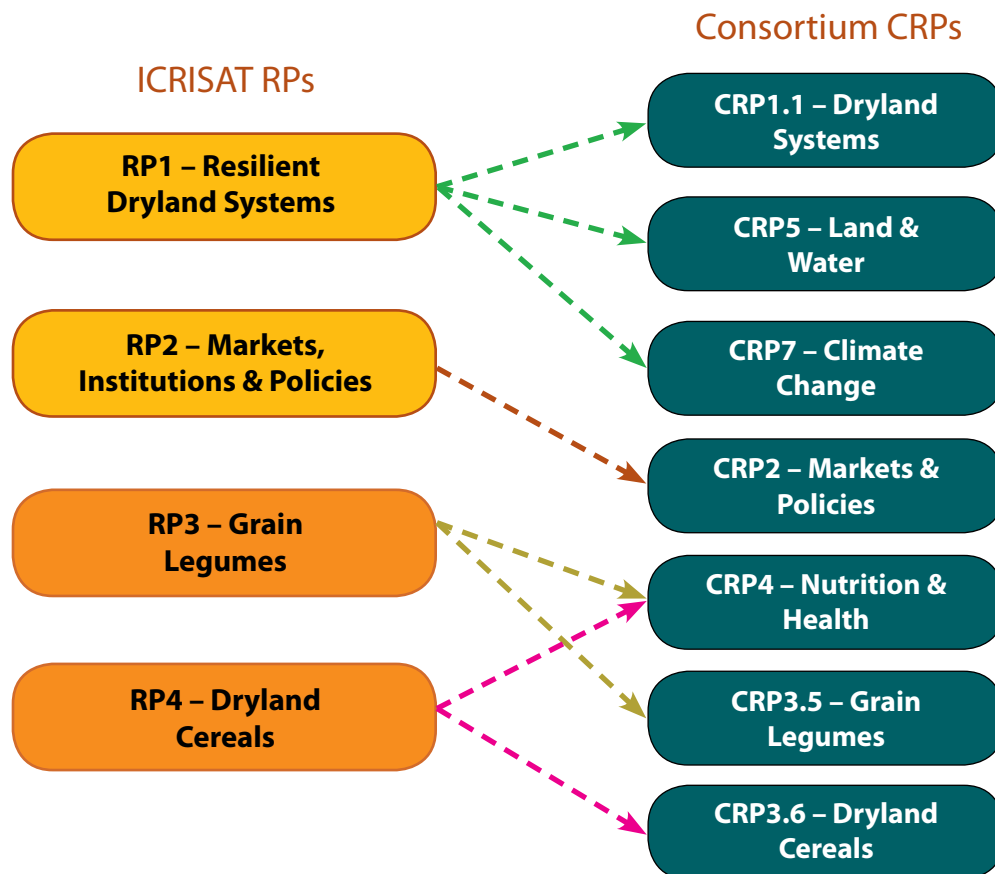 Consortium CRPs
ICRISAT RPs
RP1 – Resilient
Dryland Systems
RP2 – Markets,
Institutions & Policies
RP3 – Grain
Legumes
RP4 – Dryland
Cereals
CRP1.1 – Dryland
Systems
CRP5 – Land &
Water
CRP7 – Climate
Change
CRP2 – Markets &
Policies
CRP4 – Nutrition &
Health
CRP3.5 – Grain
Legumes
CRP3.6 – Dryland
Cereals